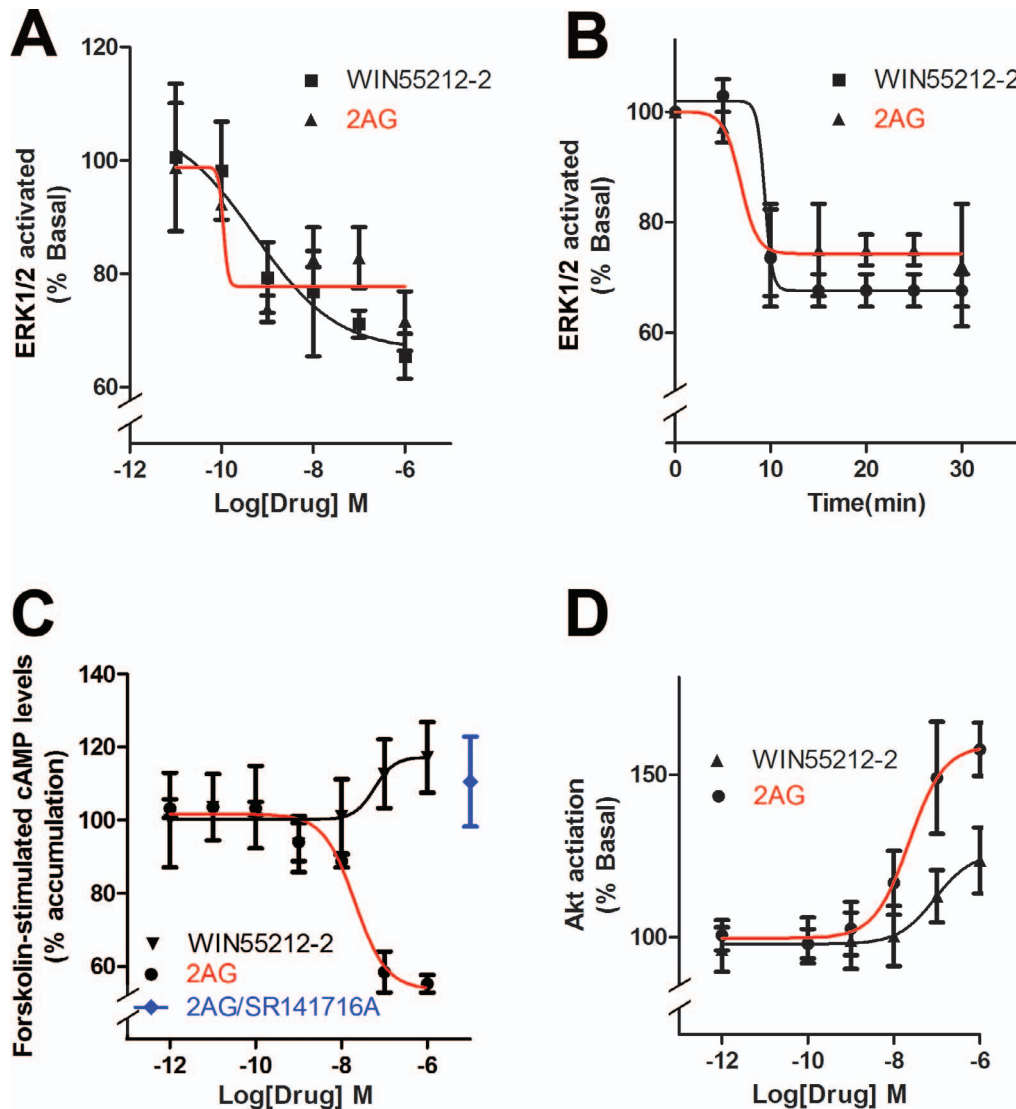 A
ERK1/2 activated
(% Basal)
120
100
80
60
WIN55212-2
2AG
-12
-10
-8
-6
Log[Drug] M
B
ERK1/2 activated
(% Basal)
100
80
60
WIN55212-2
2AG
0
10
20
30
Time(min)
C
Forskolin-stimulated cAMP levels
(% accumulation)
140
120
100
80
60
WIN55212-2
2AG
2AG/SR141716A
-12
-10
-8
-6
Log[Drug] M
D
Akt actiation
(% Basal)
150
100
WIN55212-2
2AG
-12
-10
-8
-6
Log[Drug] M